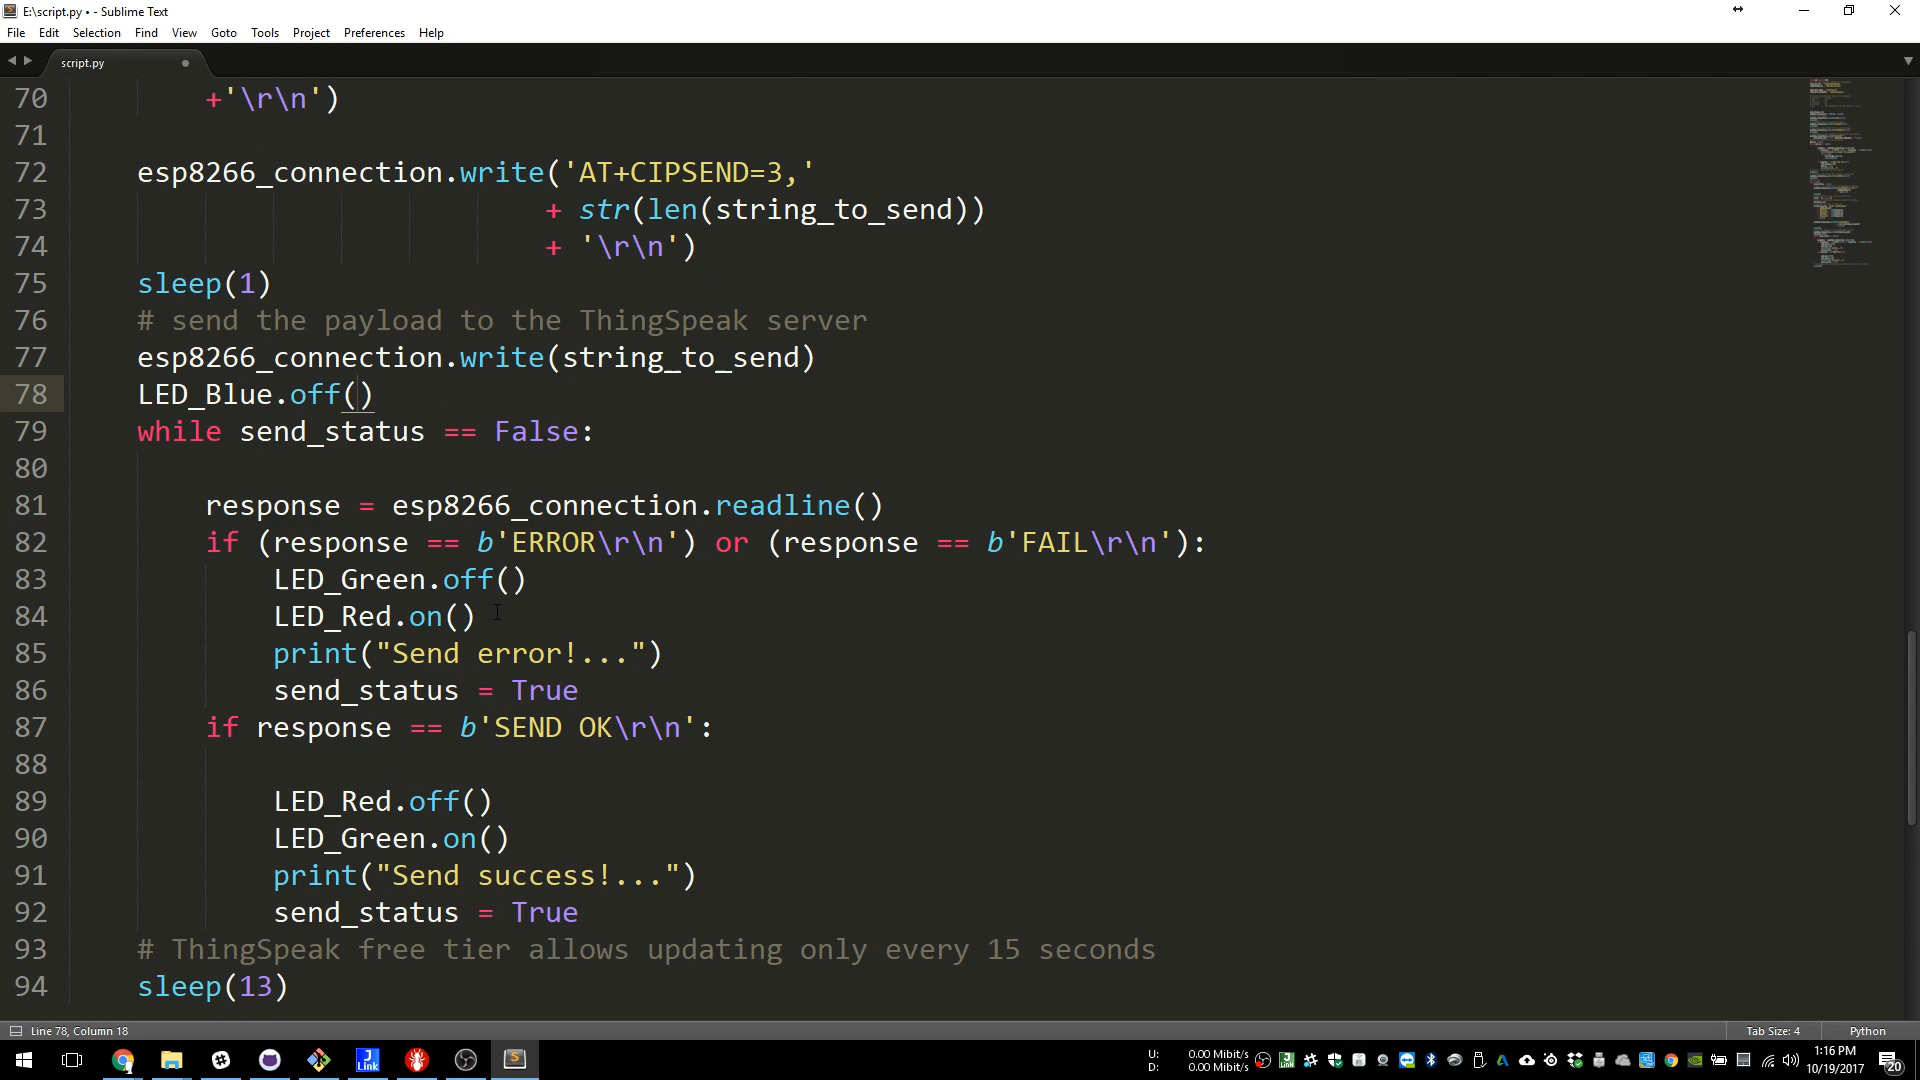 E:\script.py • - Sublime Text
File Edit Selection Find View Goto Tools Project Preferences Help
script.py
70 +'\r\n')
71
72 esp8266_connection.write('AT+CIPSEND=3,'
73 + str(len(string_to_send))
74 + '\r\n')
75 sleep(1)
76 # send the payload to the ThingSpeak server
77 esp8266_connection.write(string_to_send)
78 LED_Blue.off()
79 while send_status == False:
80
81 response = esp8266_connection.readline()
82 if (response == b'ERROR\r\n') or (response == b'FAIL\r\n'):
83 LED_Green.off()
84 LED_Red.on()
85 print("Send error!...")
86 send_status = True
87 if response == b'SEND OK\r\n':
88
89 LED_Red.off()
90 LED_Green.on()
91 print("Send success!...")
92 send_status = True
93 # ThingSpeak free tier allows updating only every 15 seconds
94 sleep(13)
Line 78, Column 18 Tab Size: 4 Python
J Link S U: 0.00 Mibit/s 1:16 PM
D: 0.00 Mibit/s 10/19/2017 20